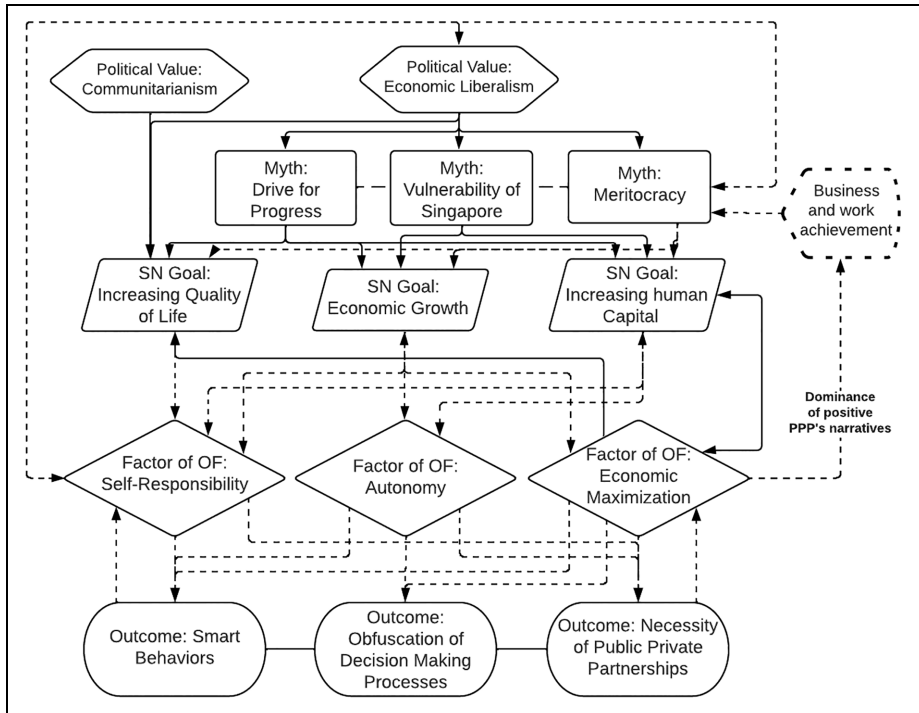 Political Value:
Communitarianism
Political Value:
Economic Liberalism
Myth:
Drive for
Progress
Myth:
Vulnerability of
Singapore
Myth:
Meritocracy
Business
and work
achievement
SN Goal:
Increasing Quality
of Life
SN Goal:
Economic Growth
SN Goal:
Increasing human
Capital
Dominance
of positive
PPP's narratives
Factor of OF:
Self-Responsibility
Factor of OF:
Autonomy
Factor of OF:
Economic
Maximization
Outcome: Smart
Behaviors
Outcome:
Obfuscation of
Decision Making
Processes
Outcome: Necessity
of Public Private
Partnerships